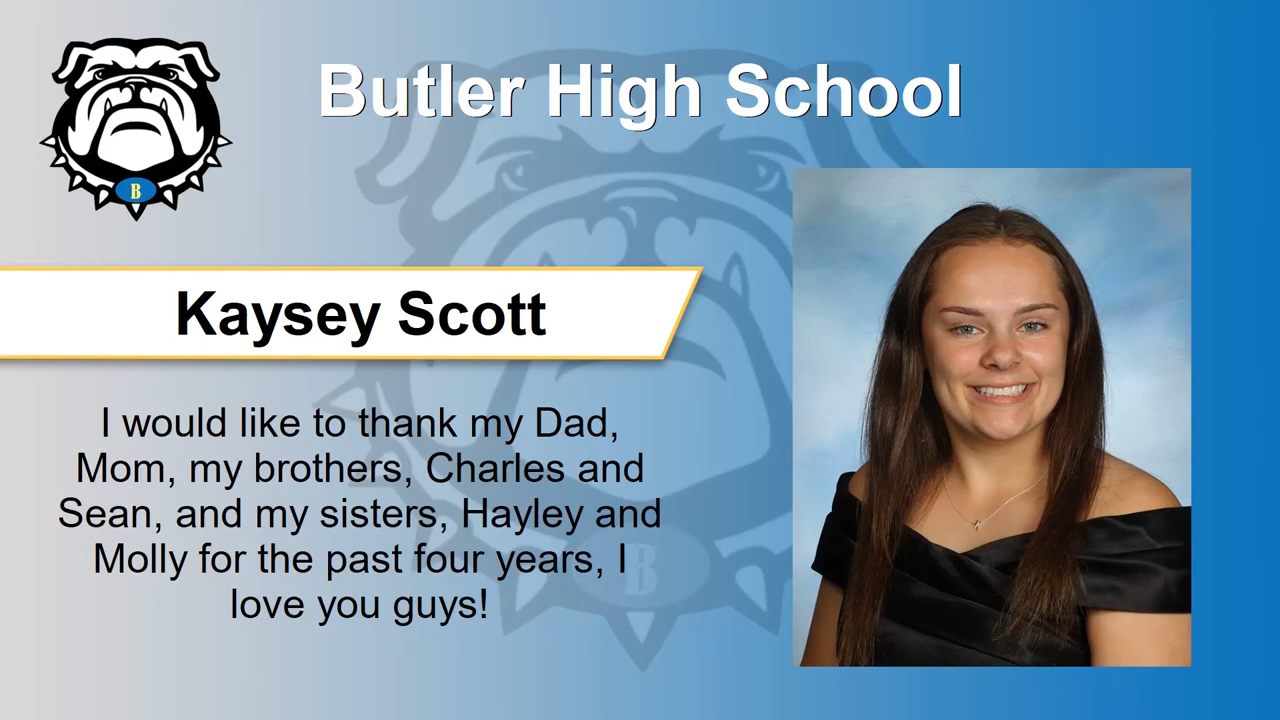 Butler High School
B
Kaysey Scott
I would like to thank my Dad,
Mom, my brothers, Charles and
Sean, and my sisters, Hayley and
Molly for the past four years, I
love you guys!
B